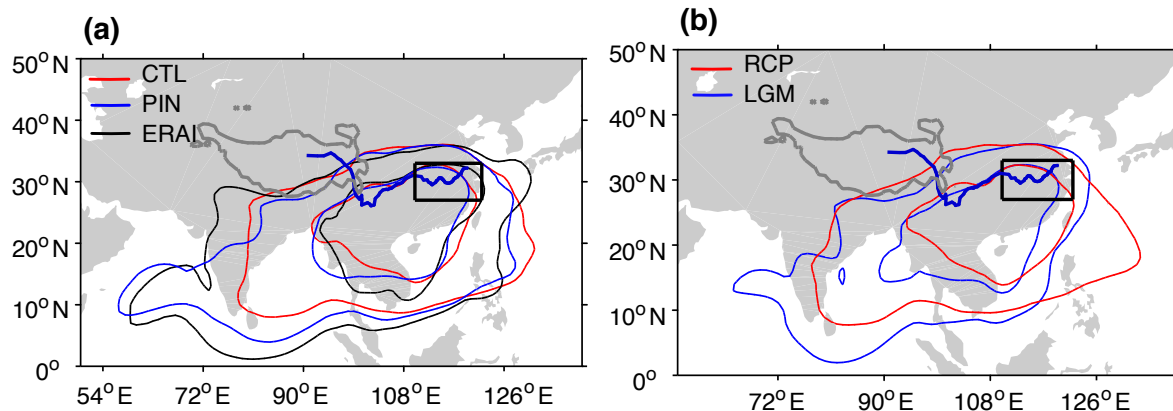 (a)
50° N
40° N
30° N
20° N
10° N
0°
54° E
72° E
90° E
108° E
126° E
CTL
PIN
ERAI
(b)
50° N
40° N
30° N
20° N
10° N
0°
72° E
90° E
108° E
126° E
RCP
LGM